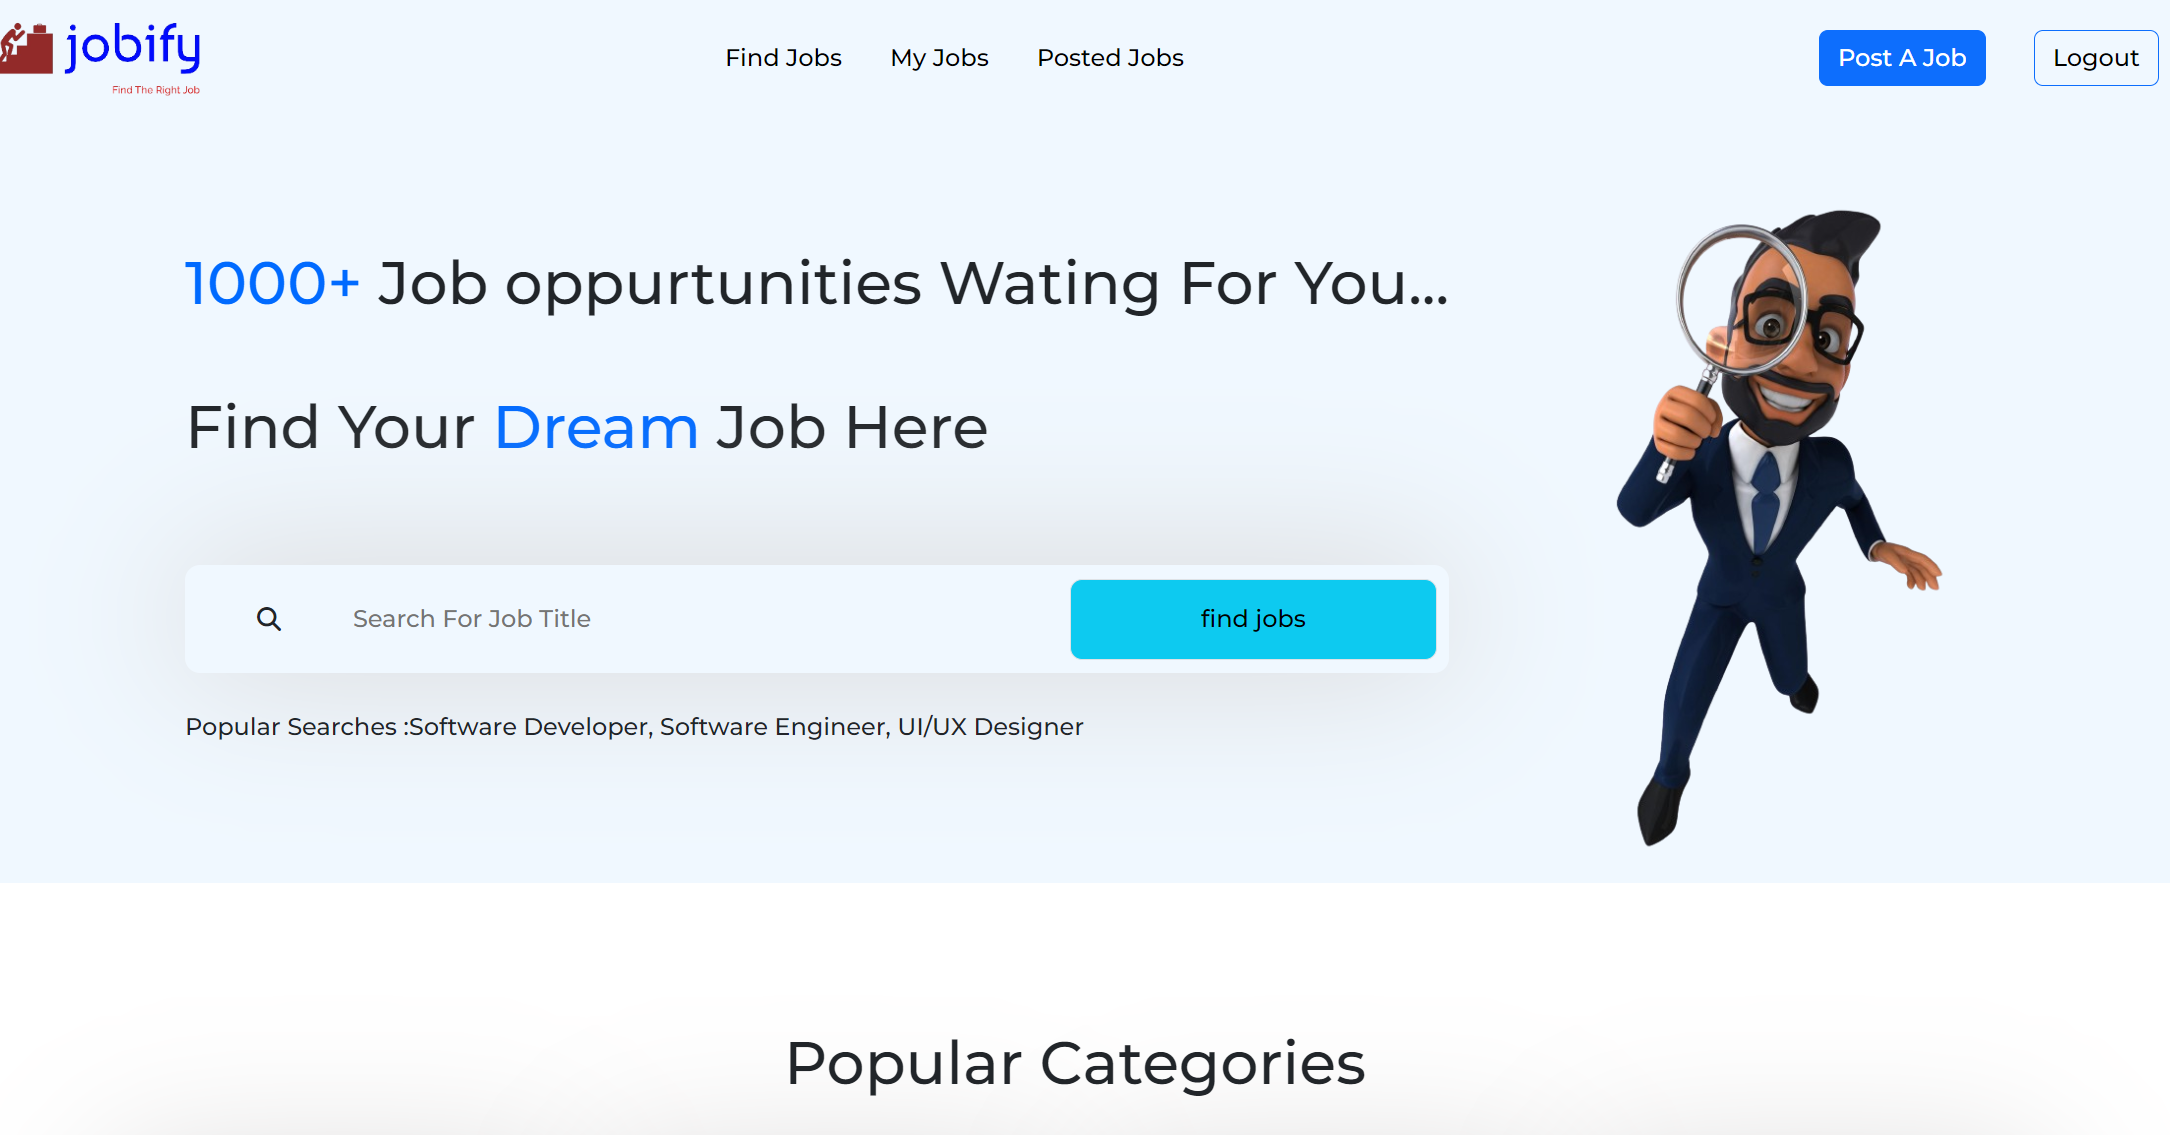 jobify
Find The Right Job
Find Jobs
My Jobs
Posted Jobs
Post A Job
Logout
1000+ Job oppurtunities Wating For You...
Find Your Dream Job Here
Search For Job Title
find jobs
Popular Searches :Software Developer, Software Engineer, UI/UX Designer
Popular Categories